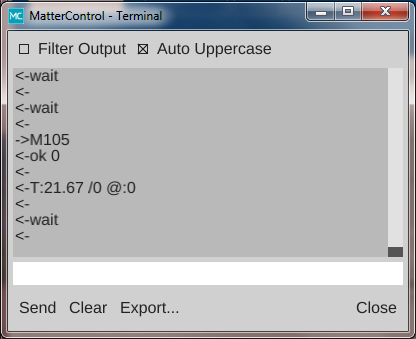 MC MatterControl - Terminal
Filter Output Auto Uppercase
<-wait
<-
<-wait
<-
->M105
<-ok 0
<-
<-T:21.67 /0 @:0
<-
<-wait
<-
Send Clear Export... Close